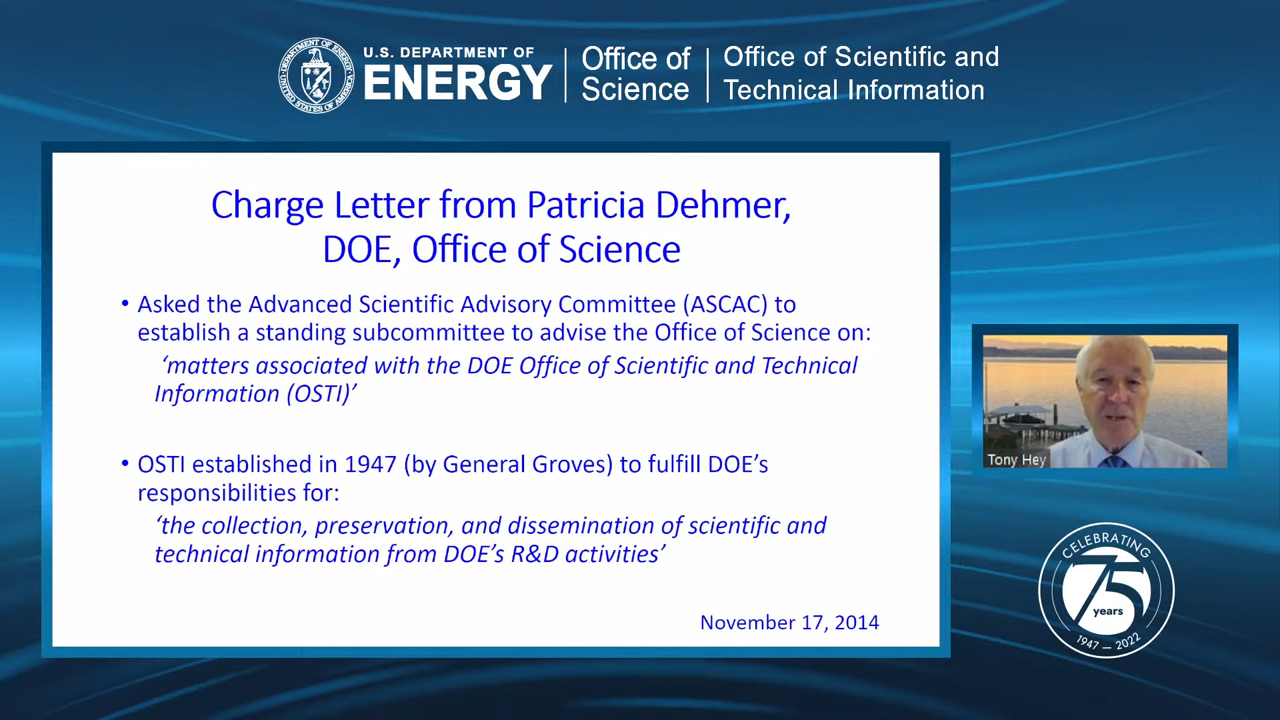 U.S. DEPARTMENT OF
ENERGY
Office of
Science
Office of Scientific and
Technical Information
Charge Letter from Patricia Dehmer,
DOE, Office of Science
• Asked the Advanced Scientific Advisory Committee (ASCAC) to
establish a standing subcommittee to advise the Office of Science on:
‘matters associated with the DOE Office of Scientific and Technical
Information (OSTI)’
• OSTI established in 1947 (by General Groves) to fulfill DOE’s
responsibilities for:
‘the collection, preservation, and dissemination of scientific and
technical information from DOE’s R&D activities’
November 17, 2014
Tony Hey
CELEBRATING
75
years
1947 — 2022